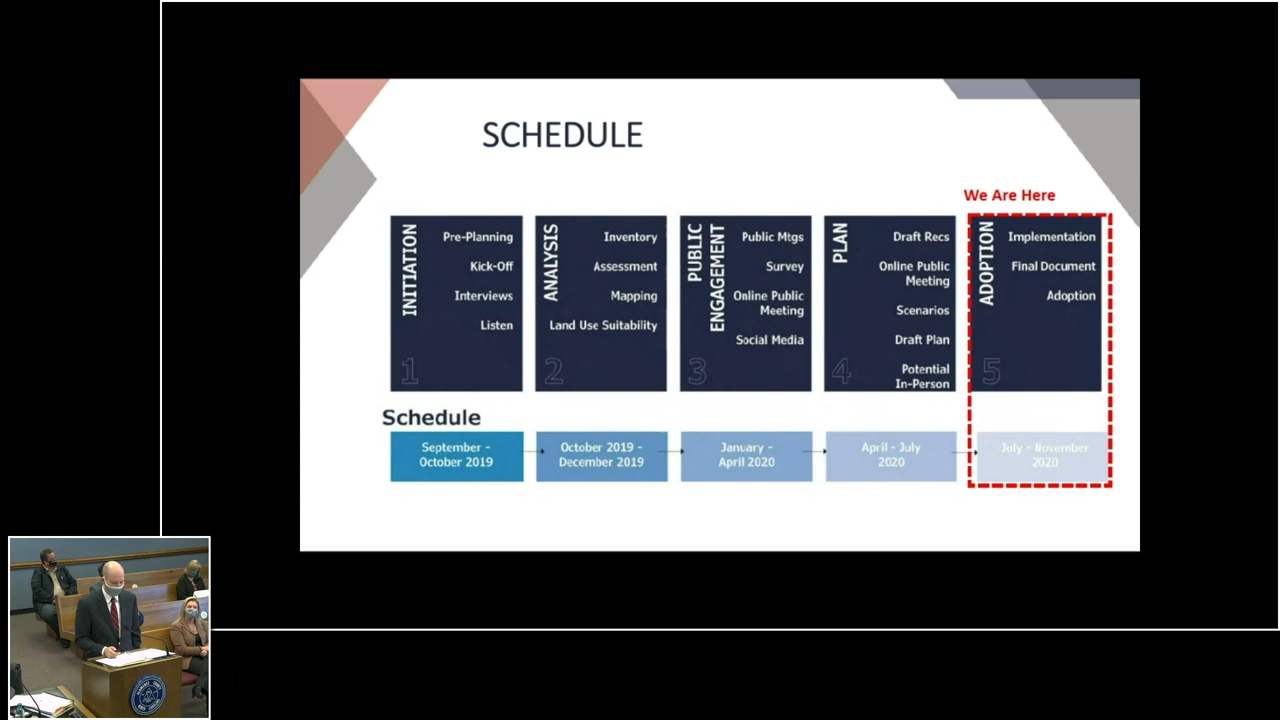 SCHEDULE
We Are Here
INITIATION
Pre-Planning
Kick-Off
Interviews
Listen
1
ANALYSIS
Inventory
Assessment
Mapping
Land Use Suitability
2
PUBLIC
ENGAGEMENT
Public Mtgs
Survey
Online Public
Meeting
Social Media
3
PLAN
Draft Recs
Online Public
Meeting
Scenarios
Draft Plan
Potential
In-Person
4
ADOPTION
Implementation
Final Document
Adoption
5
Schedule
September -
October 2019
October 2019 -
December 2019
January -
April 2020
April - July
2020
July - November
2020